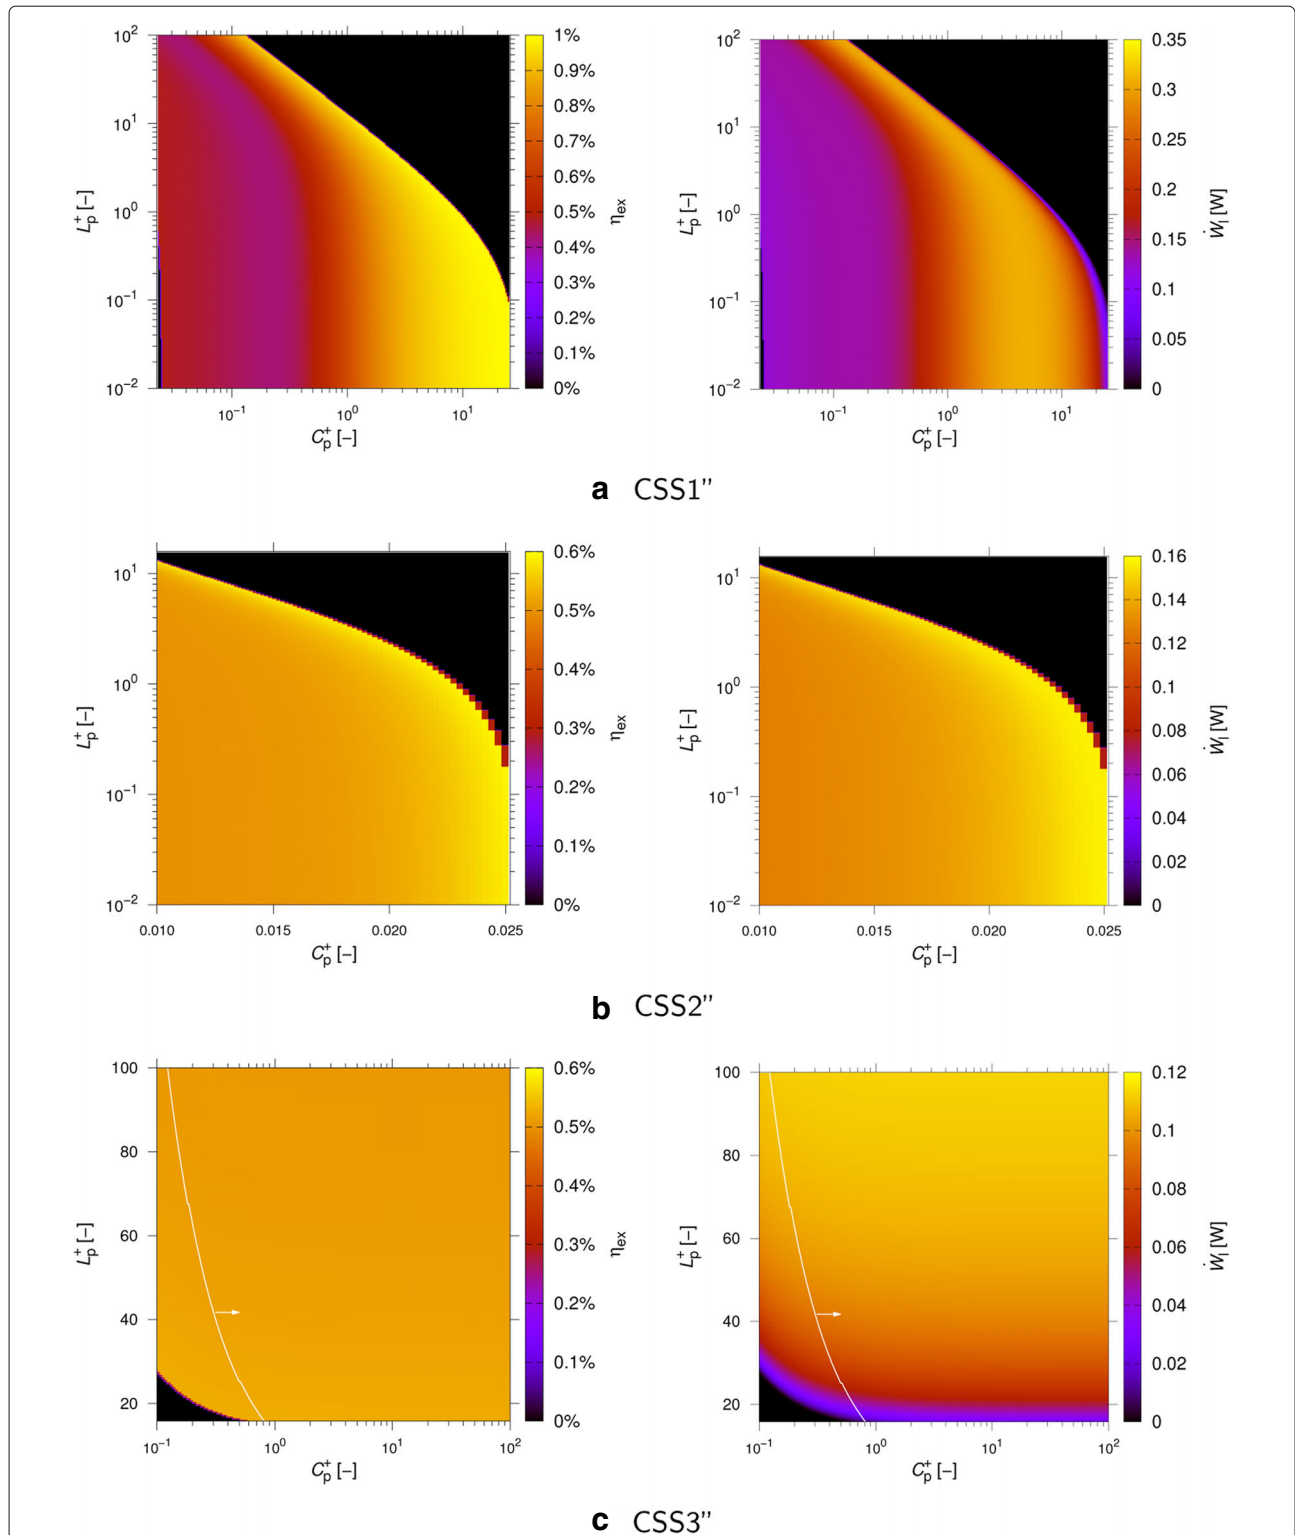 10² 10¹ 10⁰ 10⁻¹ 10⁻²
L⁺p [–]
10⁻¹ 10⁰ 10¹
C⁺p [–]
1% 0.9% 0.8% 0.7% 0.6% 0.5% 0.4% 0.3% 0.2% 0.1% 0%
ηex
10² 10¹ 10⁰ 10⁻¹ 10⁻²
L⁺p [–]
10⁻¹ 10⁰ 10¹
C⁺p [–]
0.35 0.3 0.25 0.2 0.15 0.1 0.05 0
Ẇl [W]
a CSS1”
10¹ 10⁰ 10⁻¹ 10⁻²
L⁺p [–]
0.010 0.015 0.020 0.025
C⁺p [–]
0.6% 0.5% 0.4% 0.3% 0.2% 0.1% 0%
ηex
10¹ 10⁰ 10⁻¹ 10⁻²
L⁺p [–]
0.010 0.015 0.020 0.025
C⁺p [–]
0.16 0.14 0.12 0.1 0.08 0.06 0.04 0.02 0
Ẇl [W]
b CSS2”
100 80 60 40 20
L⁺p [–]
10⁻¹ 10⁰ 10¹ 10²
C⁺p [–]
0.6% 0.5% 0.4% 0.3% 0.2% 0.1% 0%
ηex
100 80 60 40 20
L⁺p [–]
10⁻¹ 10⁰ 10¹ 10²
C⁺p [–]
0.12 0.1 0.08 0.06 0.04 0.02 0
Ẇl [W]
c CSS3”